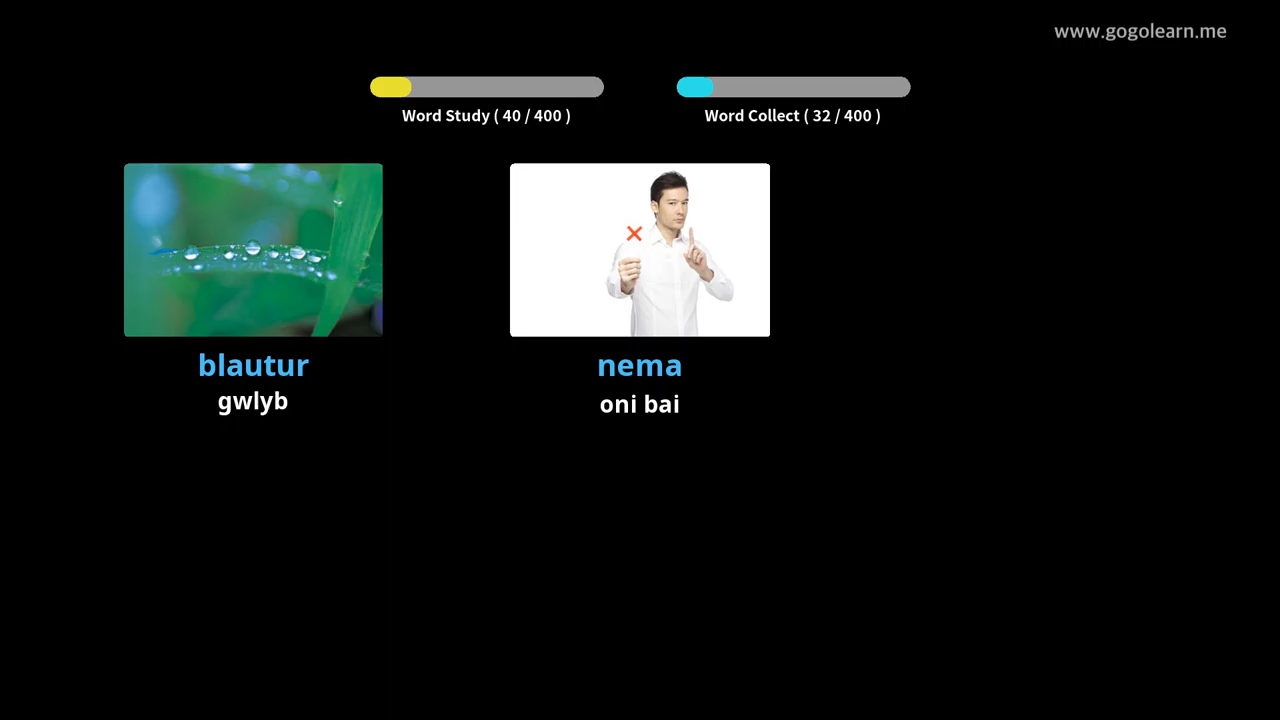 www.gogolearn.me
Word Study ( 40 / 400 )
Word Collect ( 32 / 400 )
blautur
gwlyb
nema
oni bai